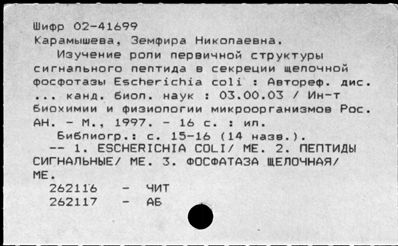 Шифр 02-41699
Карамышева, Земфира Николаевна.
Изучение роли первичной структуры
сигнального пептида в секреции щелочной
фосфотазы Escherichia coli : Автореф. дис.
... канд. биол. наук : 03.00.03 / Ин-т
биохимии и физиологии микроорганизмов Рос.
АН. - М., 1997. - 16 с. : ил.
Библиогр.: с. 15-16 (14 назв.).
-- 1. ESCHERICHIA COLI/ МЕ. 2. ПЕПТИДЫ
СИГНАЛЬНЫЕ/ МЕ. 3. ФОСФАТАЗА ЩЕЛОЧНАЯ/
МЕ.
262116 - ЧИТ
262117 - АБ